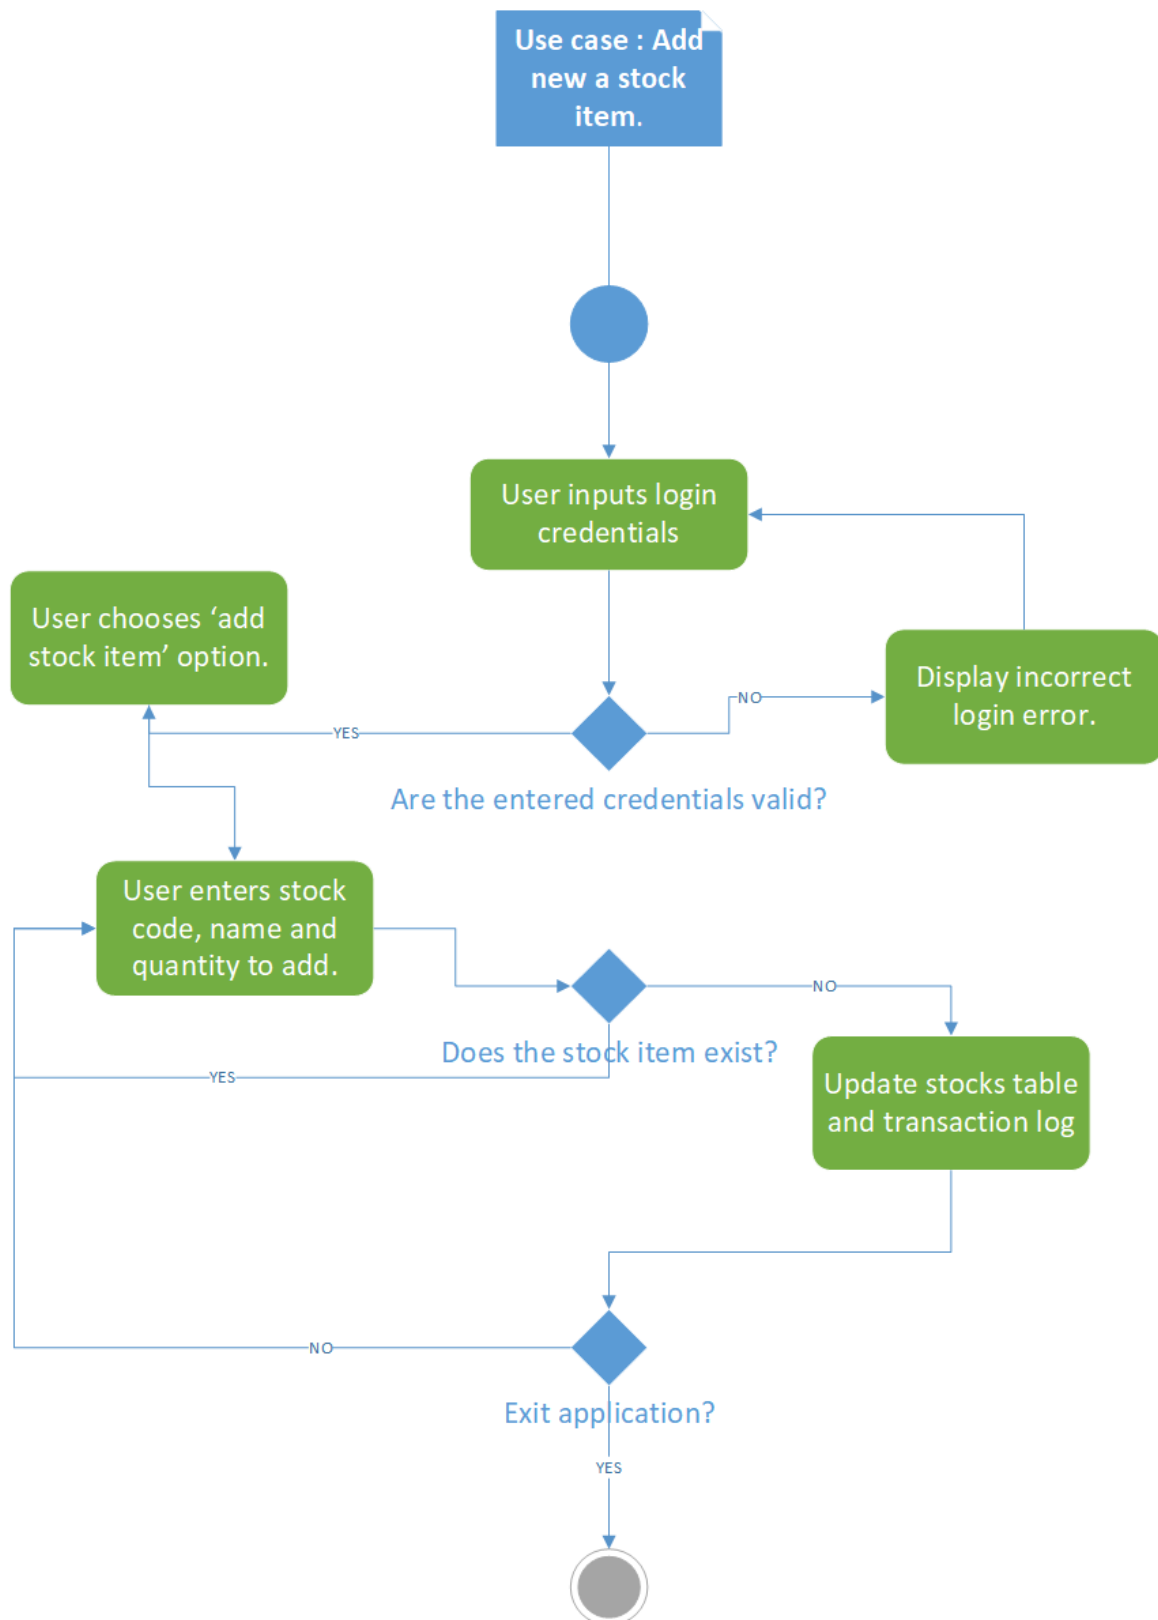 Use case : Add
new a stock
item.
User inputs login
credentials
User chooses ‘add
stock item’ option.
Display incorrect
login error.
NO
YES
Are the entered credentials valid?
User enters stock
code, name and
quantity to add.
NO
Does the stock item exist?
YES
Update stocks table
and transaction log
NO
Exit application?
YES